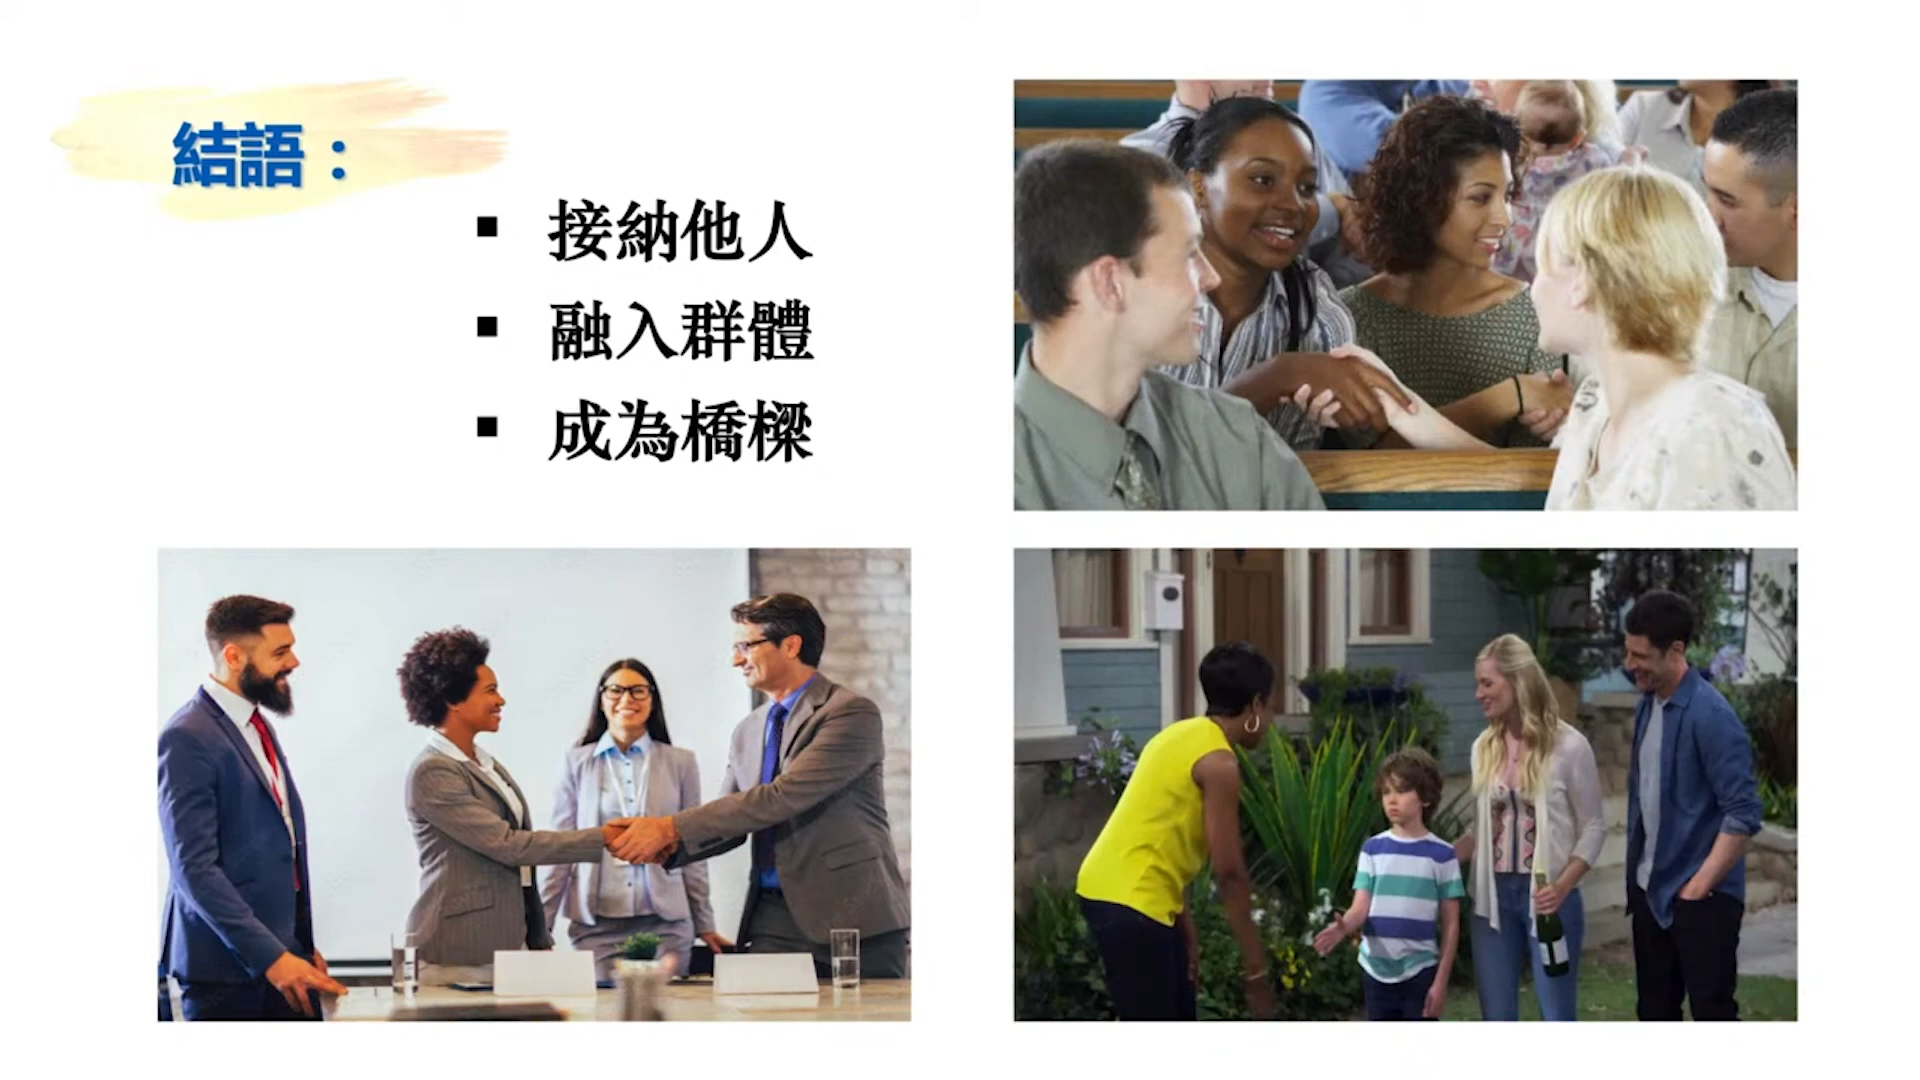 結語：
▪ 接納他人
▪ 融入群體
▪ 成為橋樑